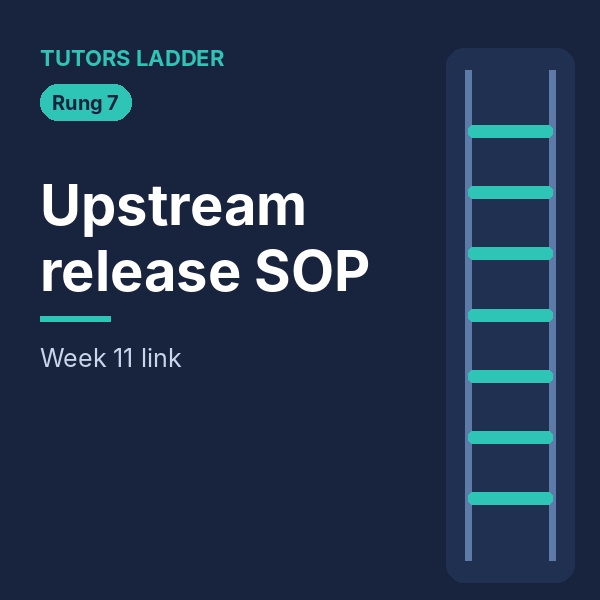 TUTORS LADDER
Rung 7
Upstream
release SOP
Week 11 link